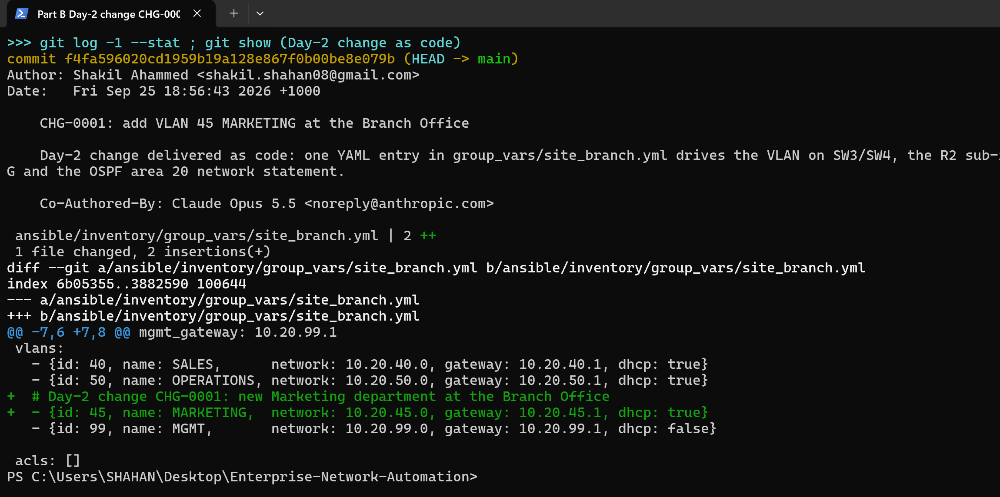 Part B Day-2 change CHG-000
>>> git log -1 --stat ; git show (Day-2 change as code)
commit f4fa596020cd1959b19a128e867f0b00be8e079b (HEAD -> main)
Author: Shakil Ahammed <shakil.shahan08@gmail.com>
Date:   Fri Sep 25 18:56:43 2026 +1000
    CHG-0001: add VLAN 45 MARKETING at the Branch Office
    Day-2 change delivered as code: one YAML entry in group_vars/site_branch.yml drives the VLAN on SW3/SW4, the R2 sub-
G and the OSPF area 20 network statement.
    Co-Authored-By: Claude Opus 5.5 <noreply@anthropic.com>
 ansible/inventory/group_vars/site_branch.yml | 2 ++
 1 file changed, 2 insertions(+)
diff --git a/ansible/inventory/group_vars/site_branch.yml b/ansible/inventory/group_vars/site_branch.yml
index 6b05355..3882590 100644
--- a/ansible/inventory/group_vars/site_branch.yml
+++ b/ansible/inventory/group_vars/site_branch.yml
@@ -7,6 +7,8 @@ mgmt_gateway: 10.20.99.1
 vlans:
   - {id: 40, name: SALES,      network: 10.20.40.0, gateway: 10.20.40.1, dhcp: true}
   - {id: 50, name: OPERATIONS, network: 10.20.50.0, gateway: 10.20.50.1, dhcp: true}
+  # Day-2 change CHG-0001: new Marketing department at the Branch Office
+  - {id: 45, name: MARKETING,  network: 10.20.45.0, gateway: 10.20.45.1, dhcp: true}
   - {id: 99, name: MGMT,       network: 10.20.99.0, gateway: 10.20.99.1, dhcp: false}
 acls: []
PS C:\Users\SHAHAN\Desktop\Enterprise-Network-Automation>